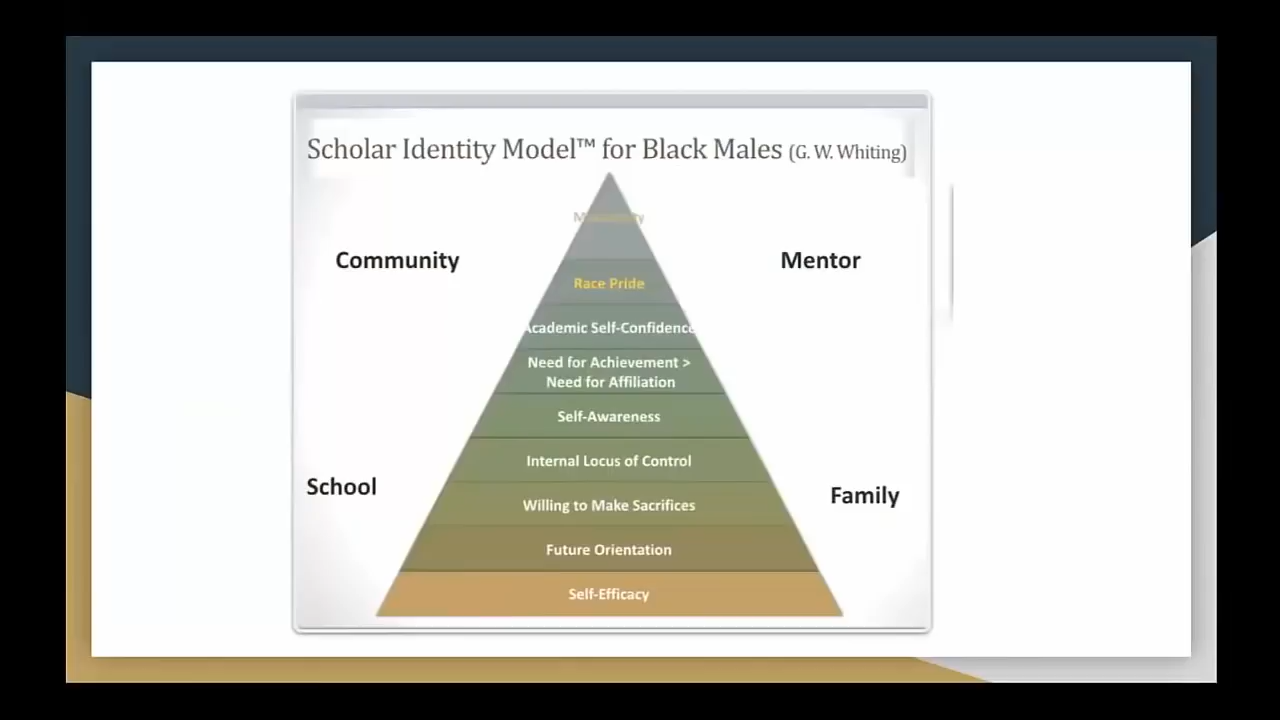 Scholar Identity Model™ for Black Males (G. W. Whiting)
Masculinity
Community
Mentor
Race Pride
Academic Self-Confidence
Need for Achievement >
Need for Affiliation
Self-Awareness
Internal Locus of Control
School
Family
Willing to Make Sacrifices
Future Orientation
Self-Efficacy